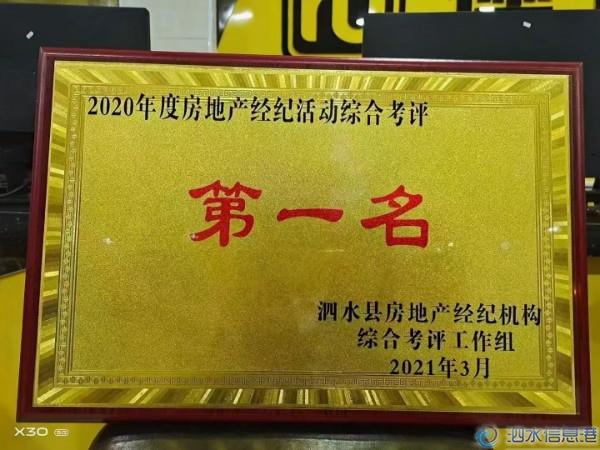 2020年度房地产经纪活动综合考评
第一名
泗水县房地产经纪机构
综合考评工作组
2021年3月
X30
泗水信息港